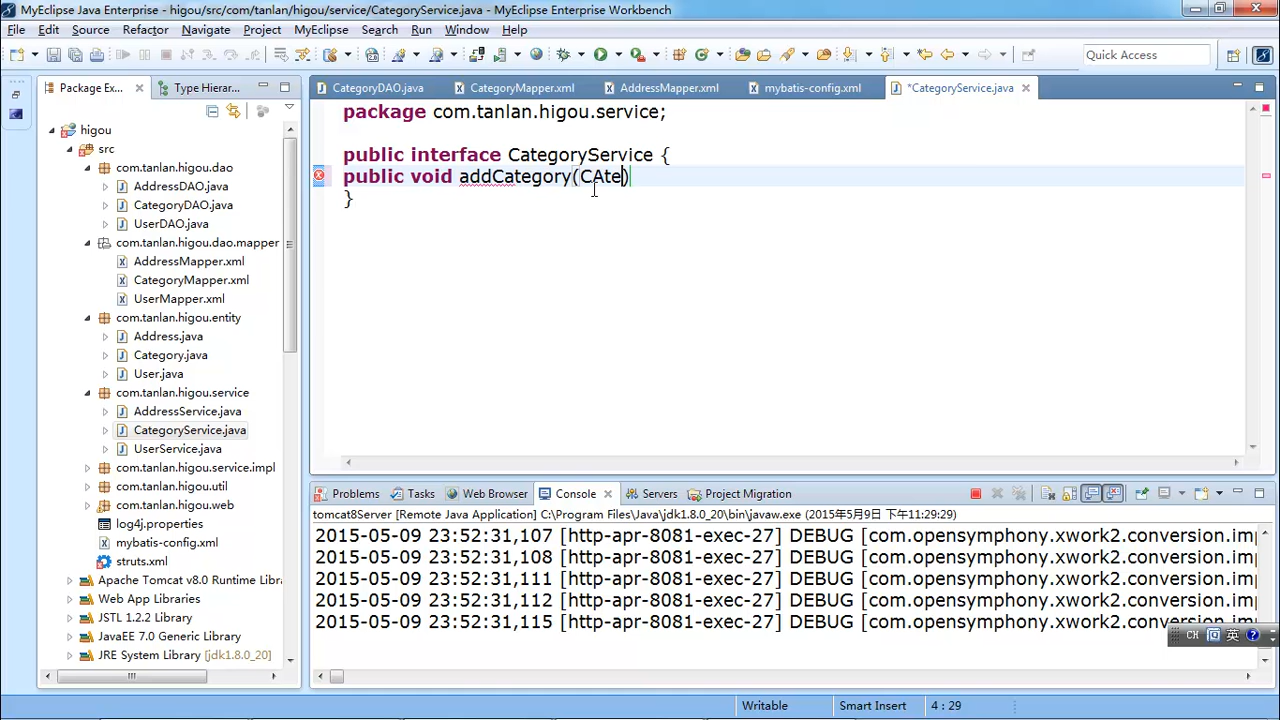 MyEclipse Java Enterprise - higou/src/com/tanlan/higou/service/CategoryService.java - MyEclipse Enterprise Workbench
File Edit Source Refactor Navigate Project MyEclipse Search Run Window Help
Quick Access
Package Ex...
Type Hierar...
higou
src
com.tanlan.higou.dao
AddressDAO.java
CategoryDAO.java
UserDAO.java
com.tanlan.higou.dao.mapper
AddressMapper.xml
CategoryMapper.xml
UserMapper.xml
com.tanlan.higou.entity
Address.java
Category.java
User.java
com.tanlan.higou.service
AddressService.java
CategoryService.java
UserService.java
com.tanlan.higou.service.impl
com.tanlan.higou.util
com.tanlan.higou.web
log4j.properties
mybatis-config.xml
struts.xml
Apache Tomcat v8.0 Runtime Libra
Web App Libraries
JSTL 1.2.2 Library
JavaEE 7.0 Generic Library
JRE System Library [jdk1.8.0_20]
CategoryDAO.java CategoryMapper.xml AddressMapper.xml mybatis-config.xml *CategoryService.java
package com.tanlan.higou.service;
public interface CategoryService {
public void addCategory(CAte)
}
Problems Tasks Web Browser Console Servers Project Migration
tomcat8Server [Remote Java Application] C:\Program Files\Java\jdk1.8.0_20\bin\javaw.exe (2015年5月9日 下午11:29:29)
2015-05-09 23:52:31,107 [http-apr-8081-exec-27] DEBUG [com.opensymphony.xwork2.conversion.imp
2015-05-09 23:52:31,108 [http-apr-8081-exec-27] DEBUG [com.opensymphony.xwork2.conversion.imp
2015-05-09 23:52:31,111 [http-apr-8081-exec-27] DEBUG [com.opensymphony.xwork2.conversion.imp
2015-05-09 23:52:31,112 [http-apr-8081-exec-27] DEBUG [com.opensymphony.xwork2.conversion.imp
2015-05-09 23:52:31,115 [http-apr-8081-exec-27] DEBUG [com.opensymphony.xwork2.conversion.imp
CH 英
Writable Smart Insert 4 : 29